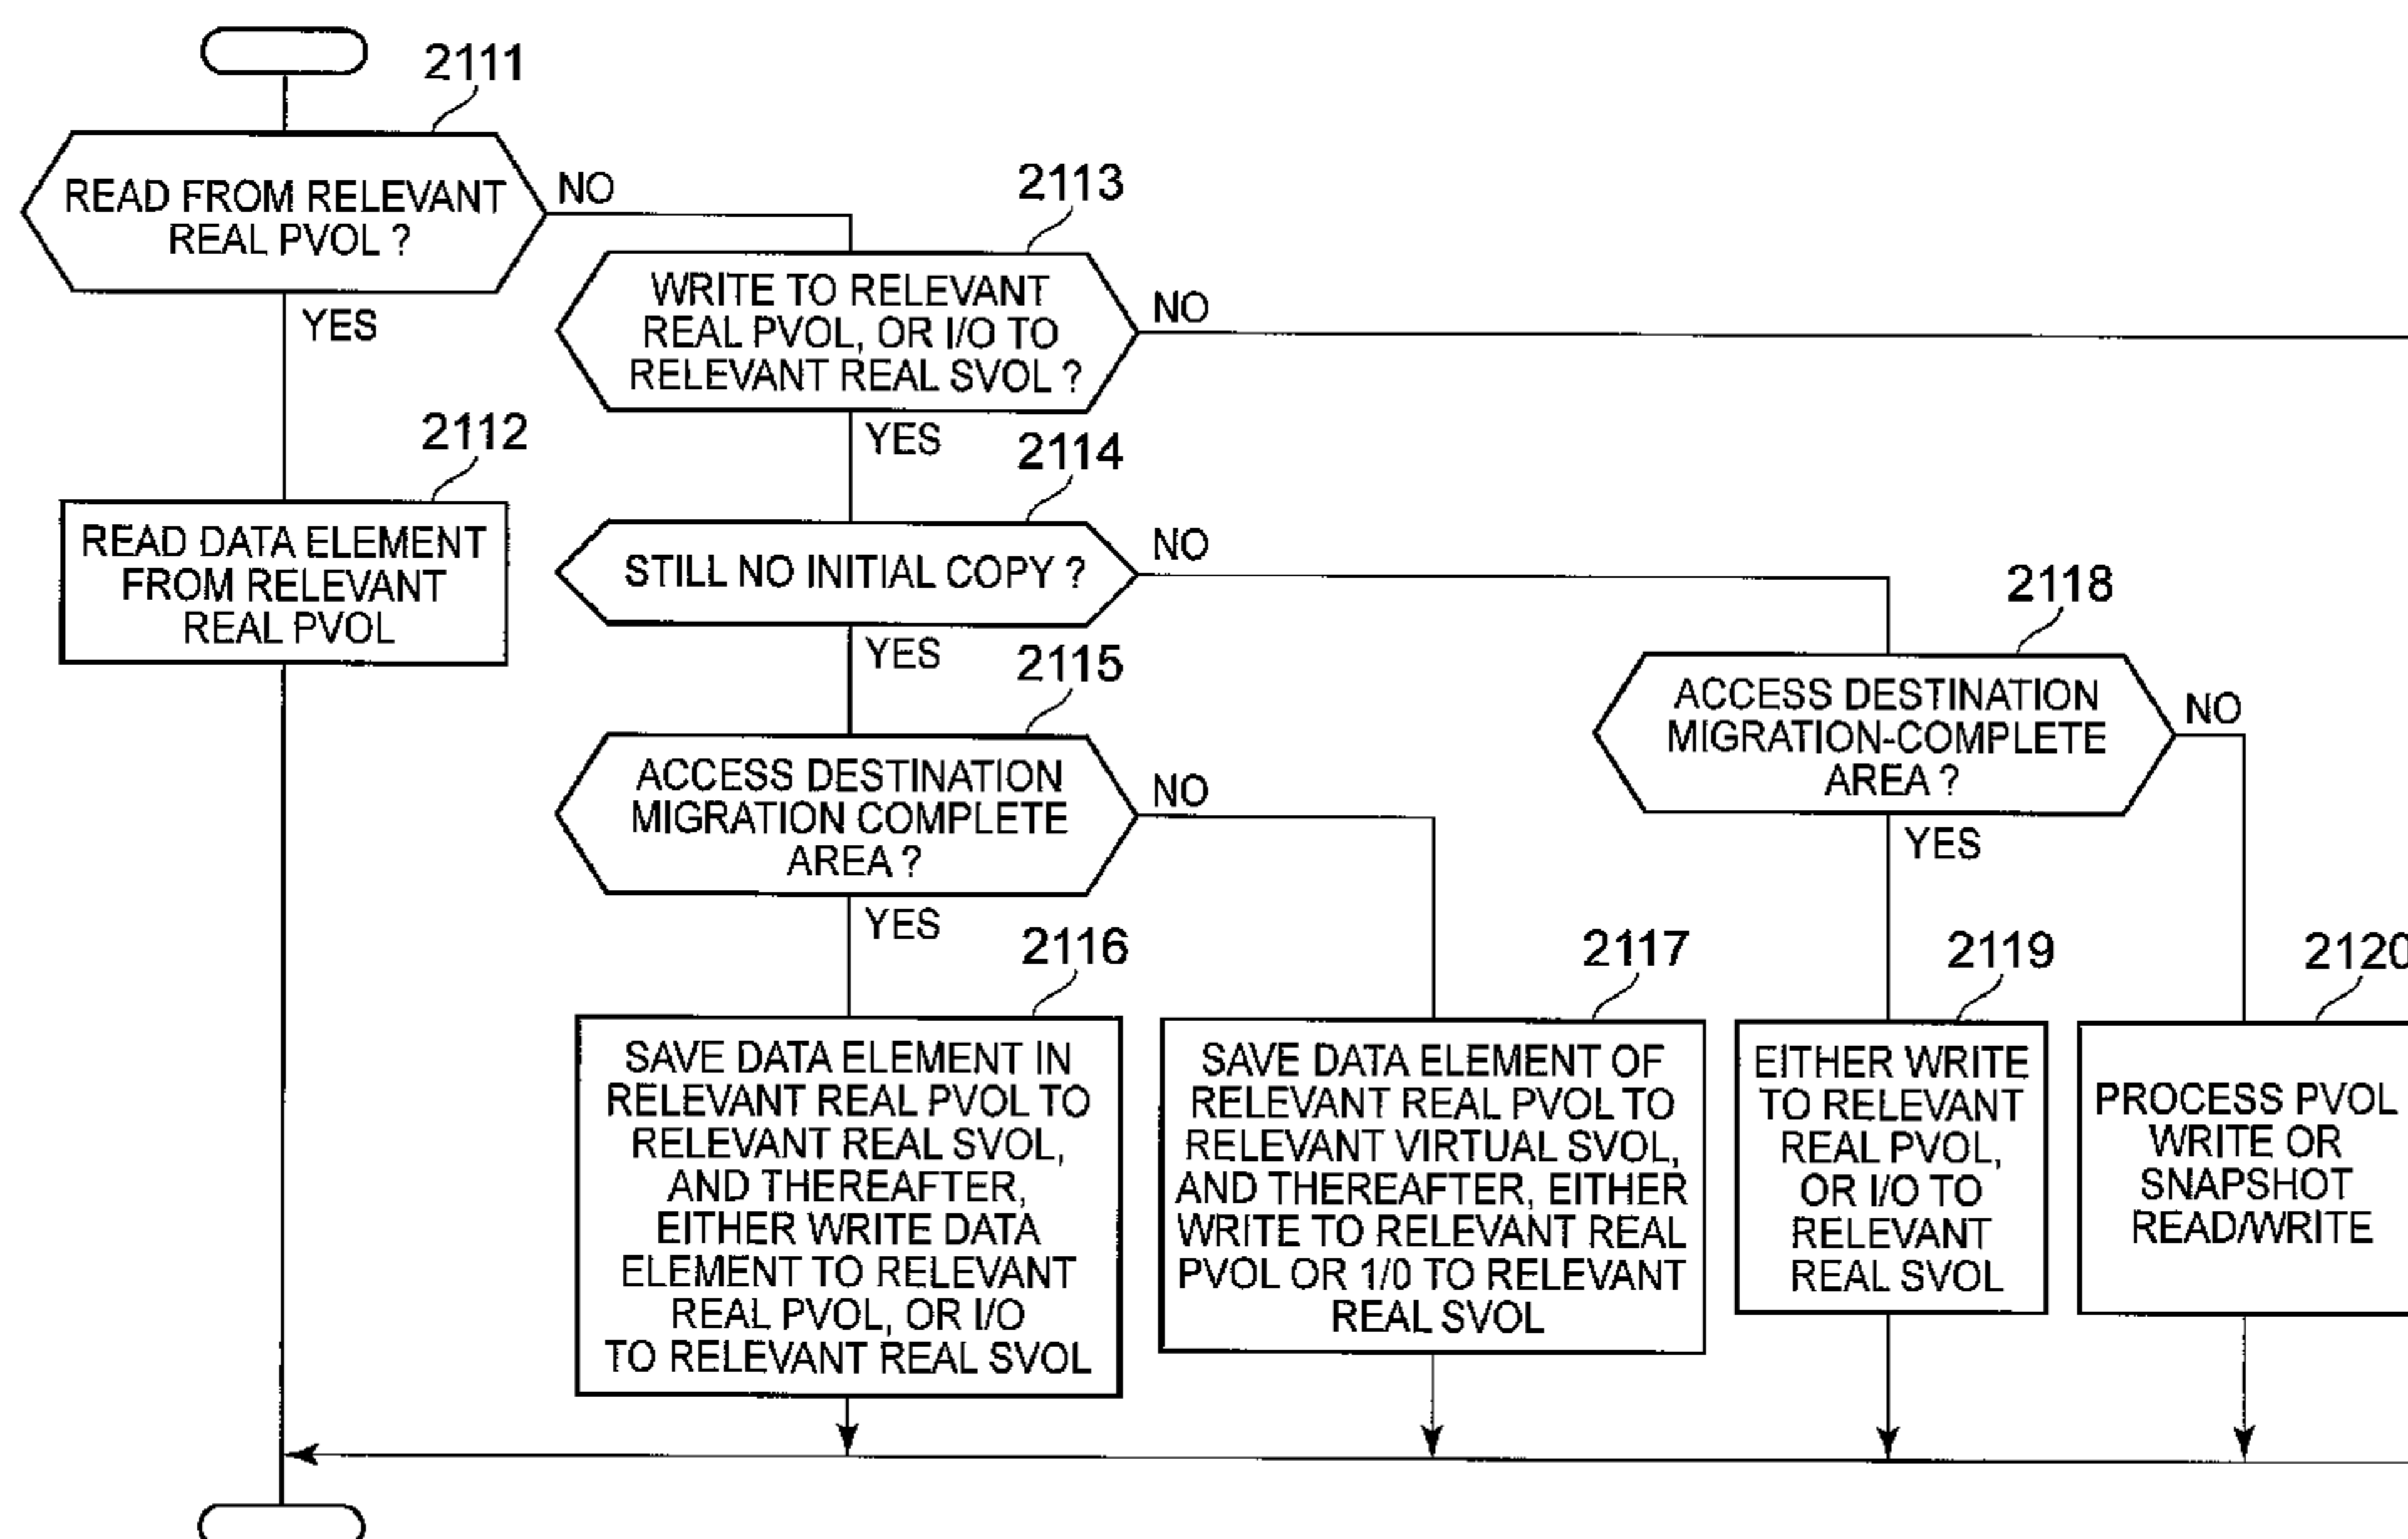 2111
READ FROM RELEVANT
REAL PVOL ?
NO
YES
2113
WRITE TO RELEVANT
REAL PVOL, OR I/O TO
RELEVANT REAL SVOL ?
NO
YES
2112
READ DATA ELEMENT
FROM RELEVANT
REAL PVOL
2114
STILL NO INITIAL COPY ?
NO
YES
2115
ACCESS DESTINATION
MIGRATION COMPLETE
AREA ?
NO
YES
2118
ACCESS DESTINATION
MIGRATION-COMPLETE
AREA ?
NO
YES
2116
SAVE DATA ELEMENT IN
RELEVANT REAL PVOL TO
RELEVANT REAL SVOL,
AND THEREAFTER,
EITHER WRITE DATA
ELEMENT TO RELEVANT
REAL PVOL, OR I/O
TO RELEVANT REAL SVOL
2117
SAVE DATA ELEMENT OF
RELEVANT REAL PVOL TO
RELEVANT VIRTUAL SVOL,
AND THEREAFTER, EITHER
WRITE TO RELEVANT REAL
PVOL OR 1/0 TO RELEVANT
REAL SVOL
2119
EITHER WRITE
TO RELEVANT
REAL PVOL,
OR I/O TO
RELEVANT
REAL SVOL
2120
PROCESS PVOL
WRITE OR
SNAPSHOT
READ/WRITE